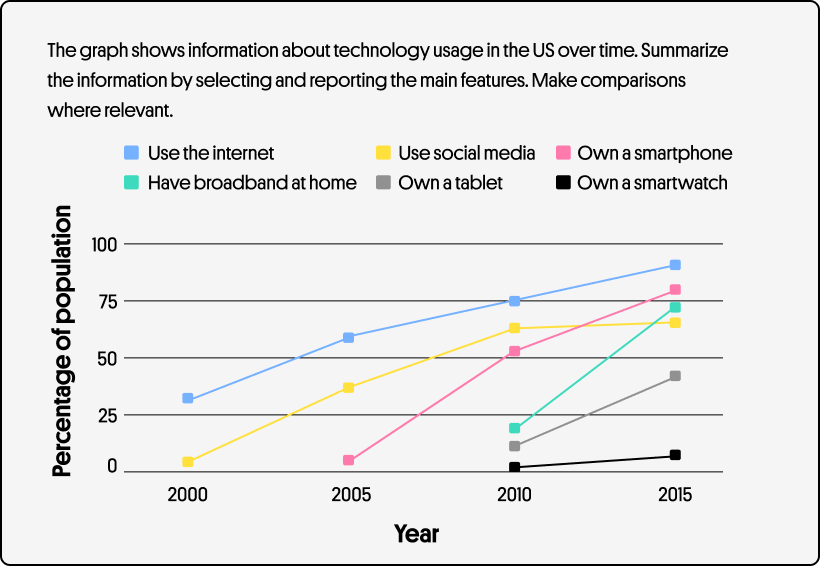 The graph shows information about technology usage in the US over time. Summarize
the information by selecting and reporting the main features. Make comparisons
where relevant.
Use the internet
Use social media
Own a smartphone
Have broadband at home
Own a tablet
Own a smartwatch
Percentage of population
100
75
50
25
0
2000
2005
2010
2015
Year